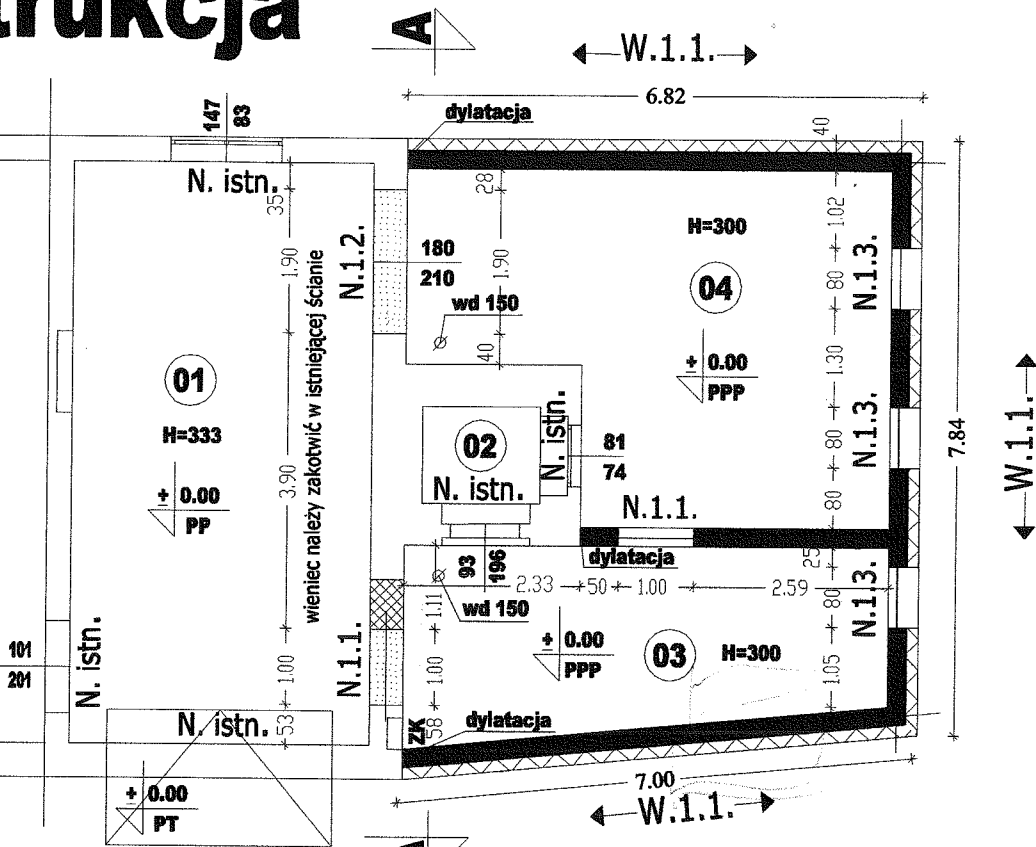 trukcja
A
W.1.1.
6.82
dylatacja
147
83
40
N. istn.
35
28
1.02
H=300
1.90
N.1.2.
180
210
1.90
04
80
N.1.3.
wd 150
wieniec należy zakotwić w istniejącej ścianie
40
+ 0.00
PPP
1.30
01
H=333
02
N. istn.
N. istn.
81
74
80
N.1.3.
7.84
W.1.1.
3.90
+ 0.00
PP
N.1.1.
80
dylatacja
25
93
196
2.33
50
1.00
2.59
80
N.1.3.
wd 150
1.11
+ 0.00
PPP
03
H=300
101
201
N. istn.
1.00
N.1.1.
1.00
1.05
N. istn.
53
ZK
58
dylatacja
7.00
+ 0.00
PT
W.1.1.
A